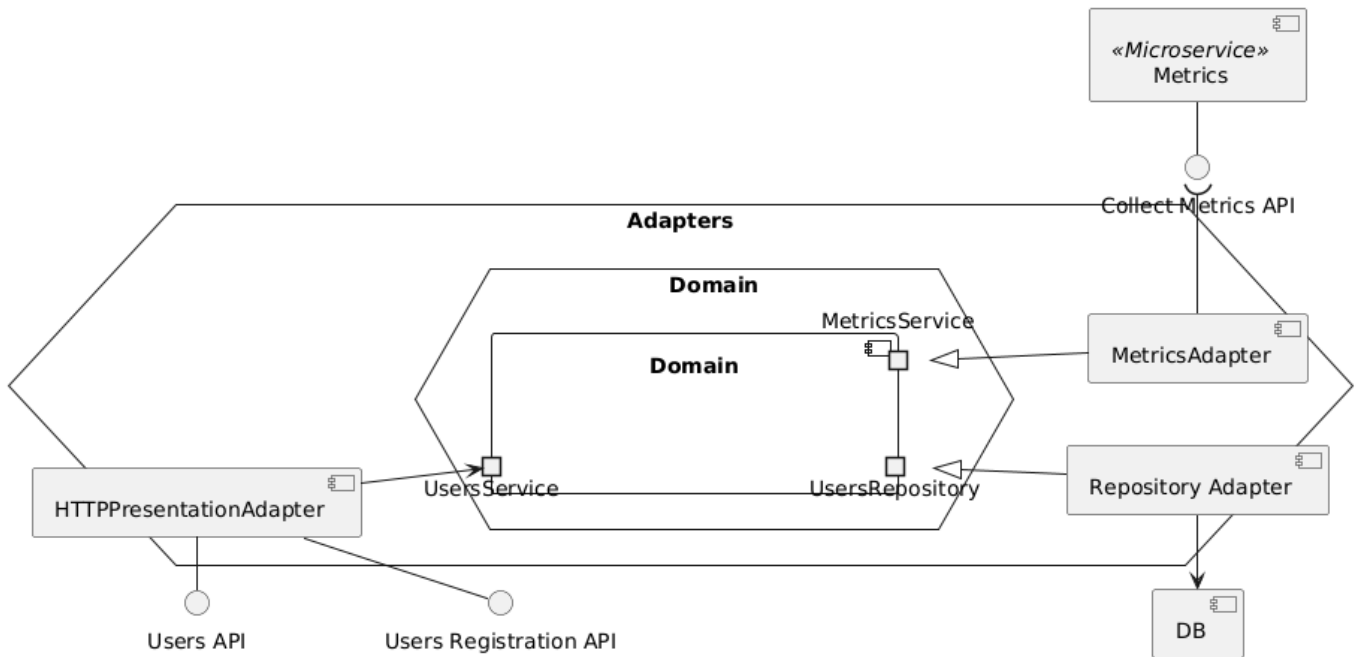 «Microservice»
Metrics
Collect Metrics API
Adapters
Domain
MetricsService
Domain
MetricsAdapter
UsersService
UsersRepository
Repository Adapter
HTTPPresentationAdapter
DB
Users API
Users Registration API